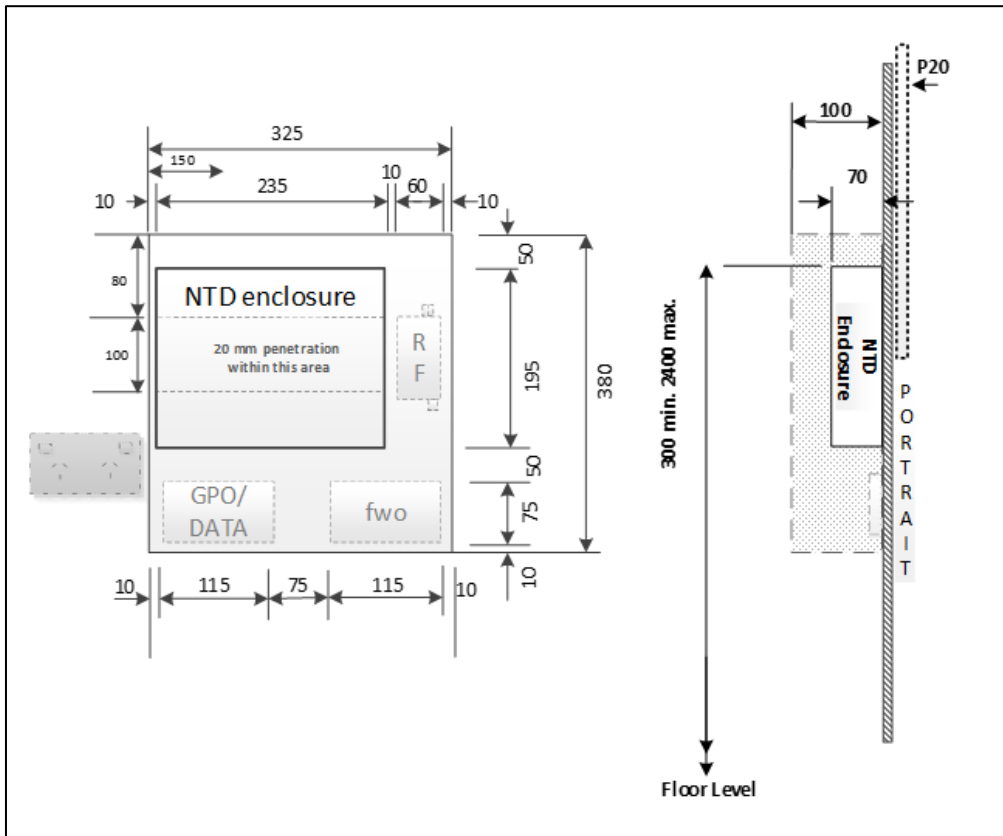 325
150
10
235
10
60
10
80
100
NTD enclosure
20 mm penetration
within this area
R
F
50
195
50
75
10
380
GPO/
DATA
fwo
10
115
75
115
10
100
P20
70
NTD
Endosure
300 min. 2400 max.
P
O
R
T
R
A
I
T
Floor Level